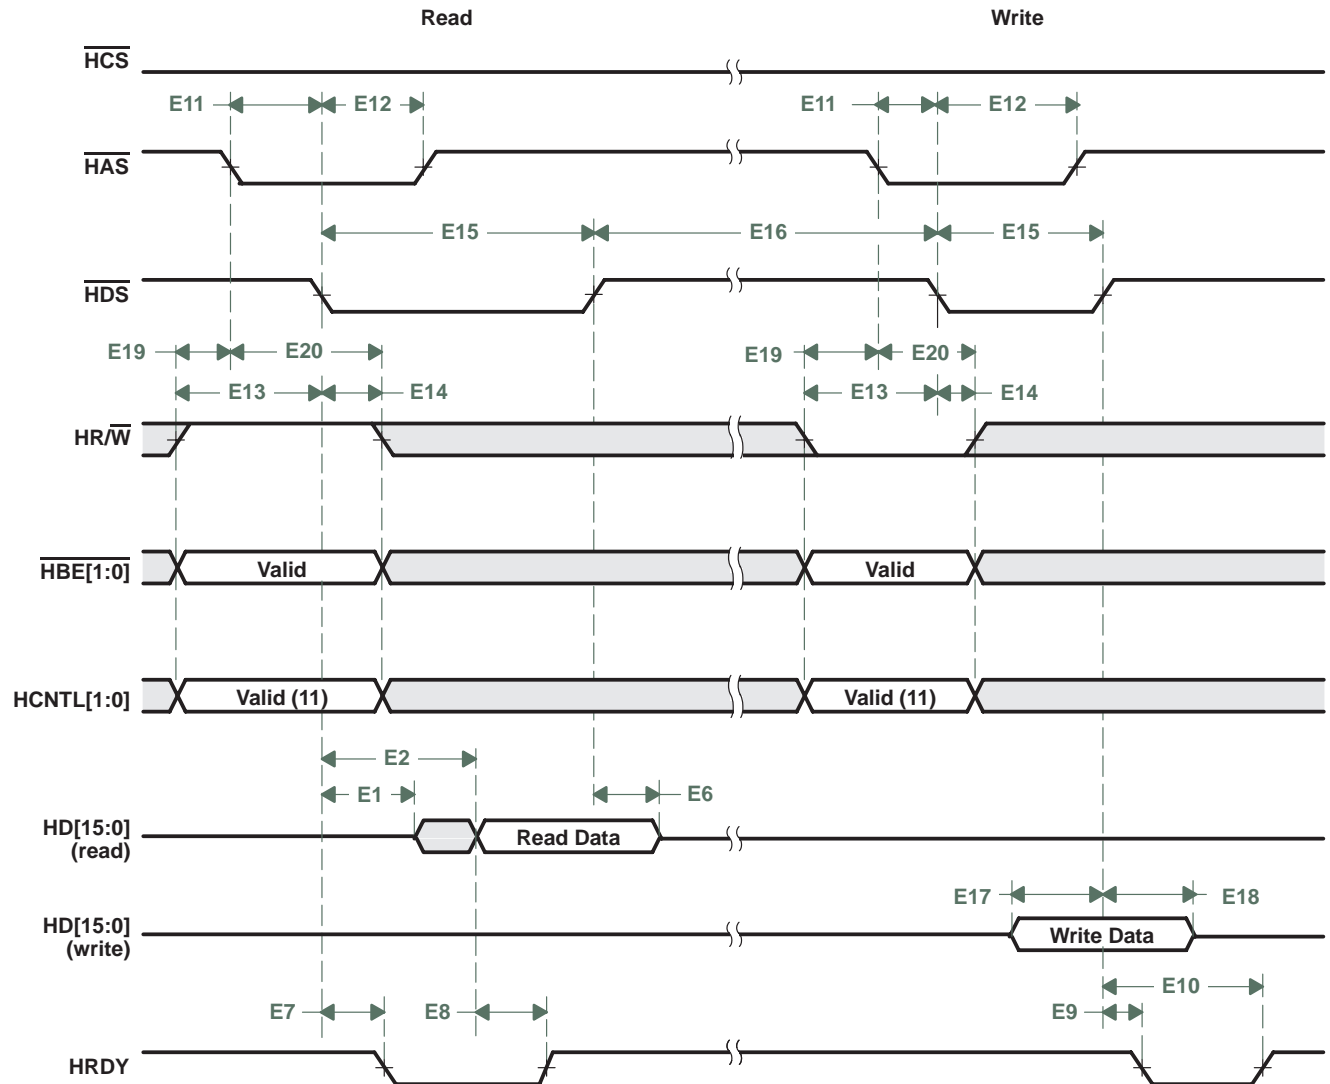 Read Write
HCS
E11 E12 E11 E12
HAS
E15 E16 E15
HDS
E19 E20 E19 E20
E13 E14 E13 E14
HR/W
HBE[1:0] Valid Valid
HCNTL[1:0] Valid (11) Valid (11)
E2
E1 E6
HD[15:0]
(read) Read Data
E17 E18
HD[15:0]
(write) Write Data
E10
E7 E8 E9
HRDY